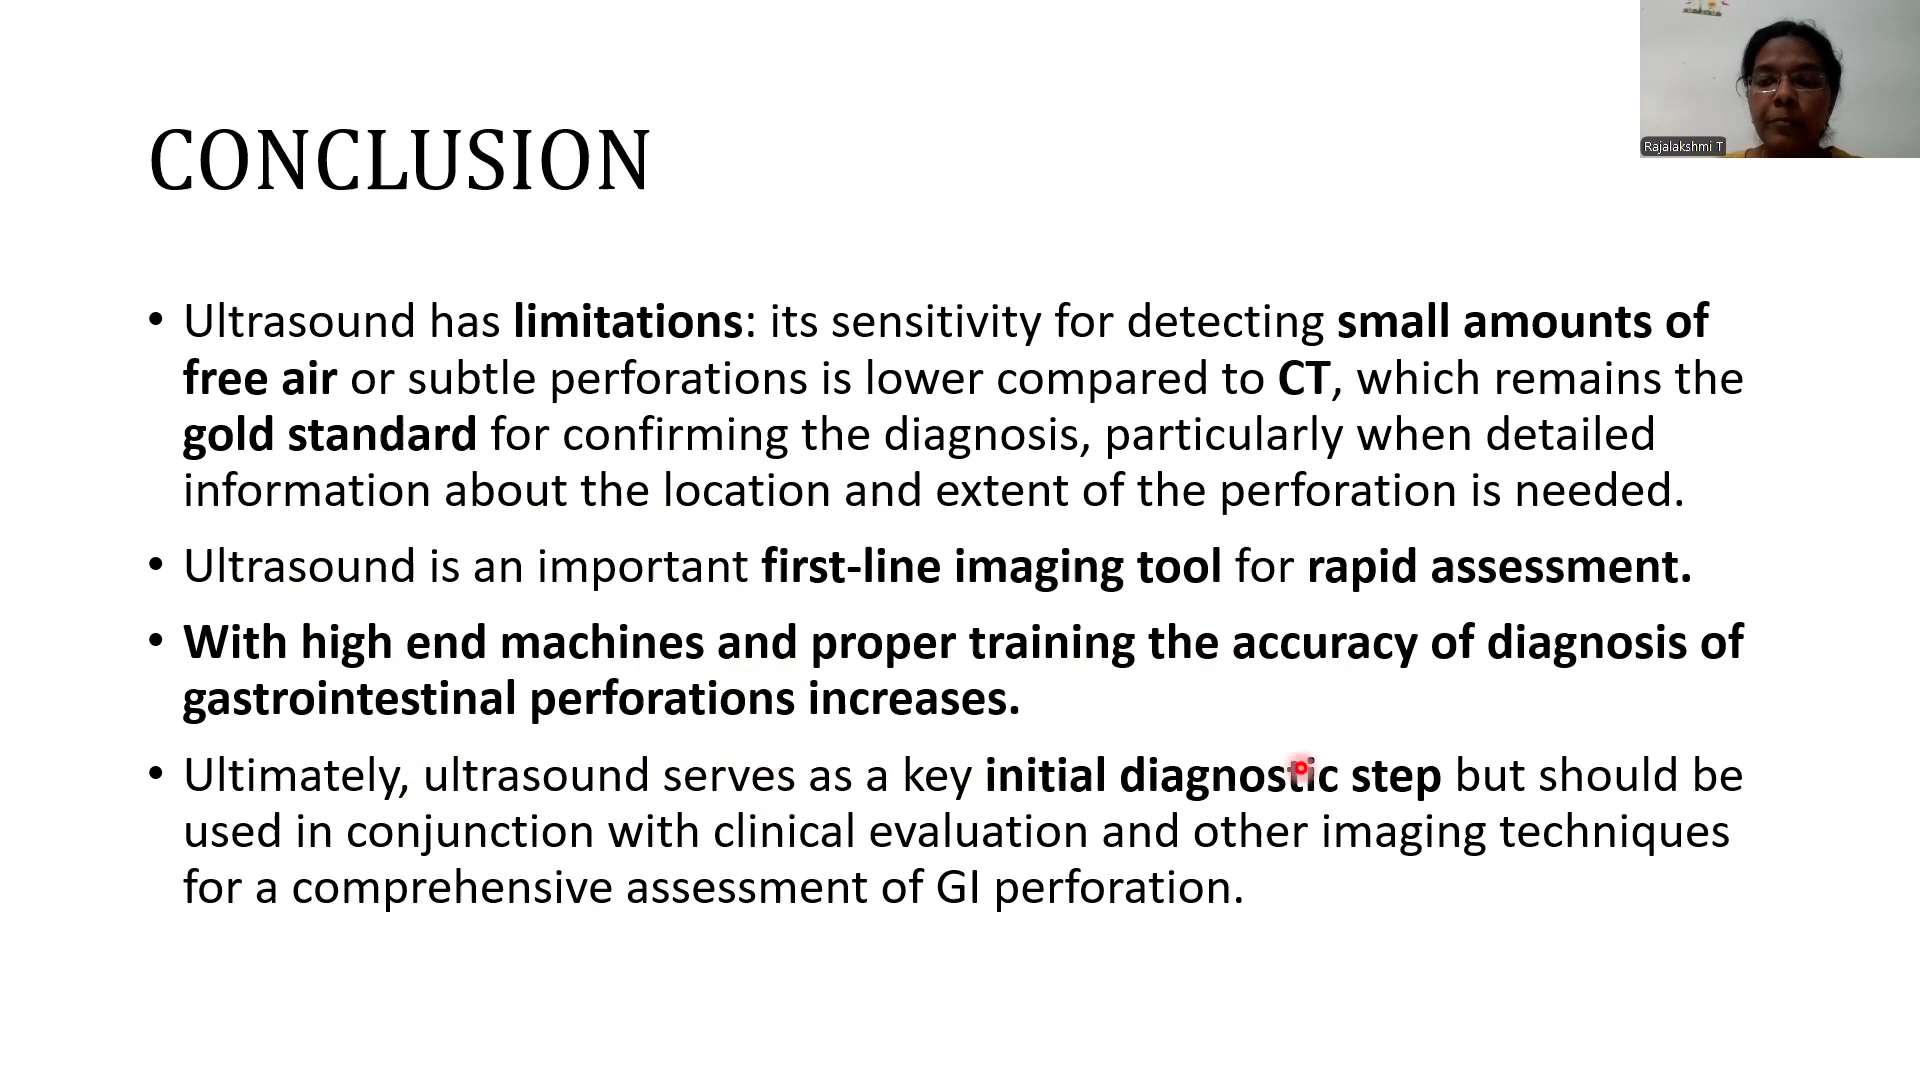 Rajalakshmi T
CONCLUSION
• Ultrasound has limitations: its sensitivity for detecting small amounts of
free air or subtle perforations is lower compared to CT, which remains the
gold standard for confirming the diagnosis, particularly when detailed
information about the location and extent of the perforation is needed.
• Ultrasound is an important first-line imaging tool for rapid assessment.
• With high end machines and proper training the accuracy of diagnosis of
gastrointestinal perforations increases.
• Ultimately, ultrasound serves as a key initial diagnostic step but should be
used in conjunction with clinical evaluation and other imaging techniques
for a comprehensive assessment of GI perforation.